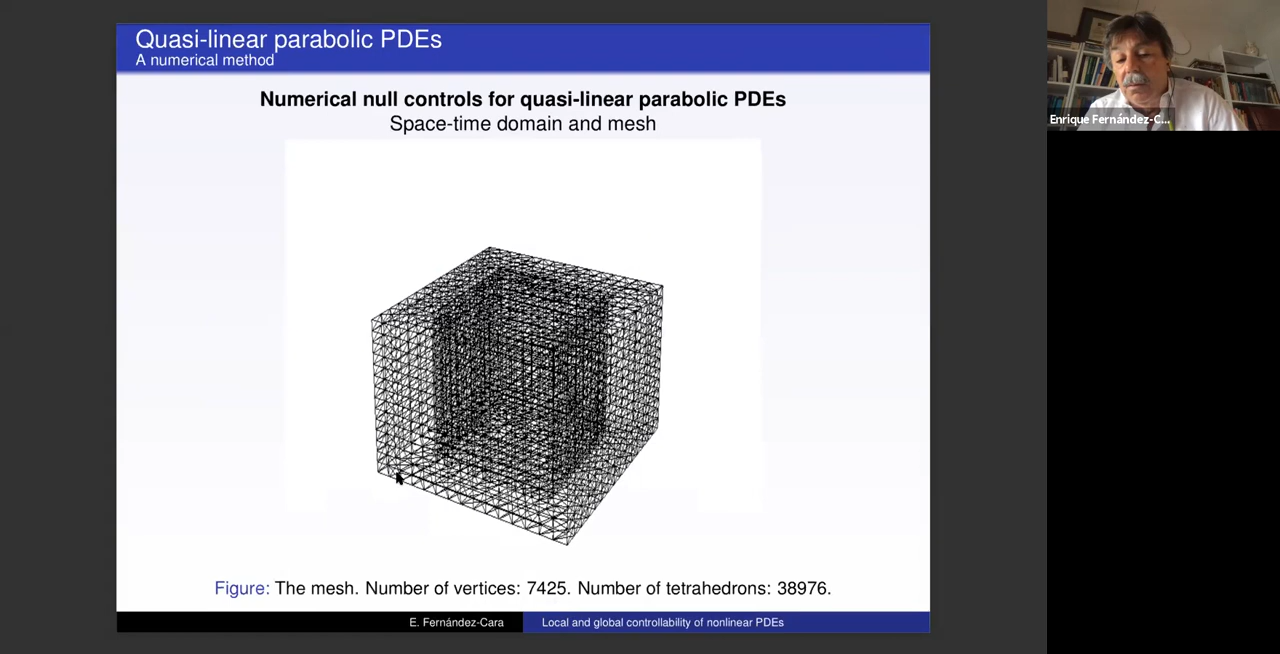 Quasi-linear parabolic PDEs
A numerical method
Numerical null controls for quasi-linear parabolic PDEs
Space-time domain and mesh
Figure: The mesh. Number of vertices: 7425. Number of tetrahedrons: 38976.
E. Fernández-Cara
Local and global controllability of nonlinear PDEs
Enrique Fernández-C...